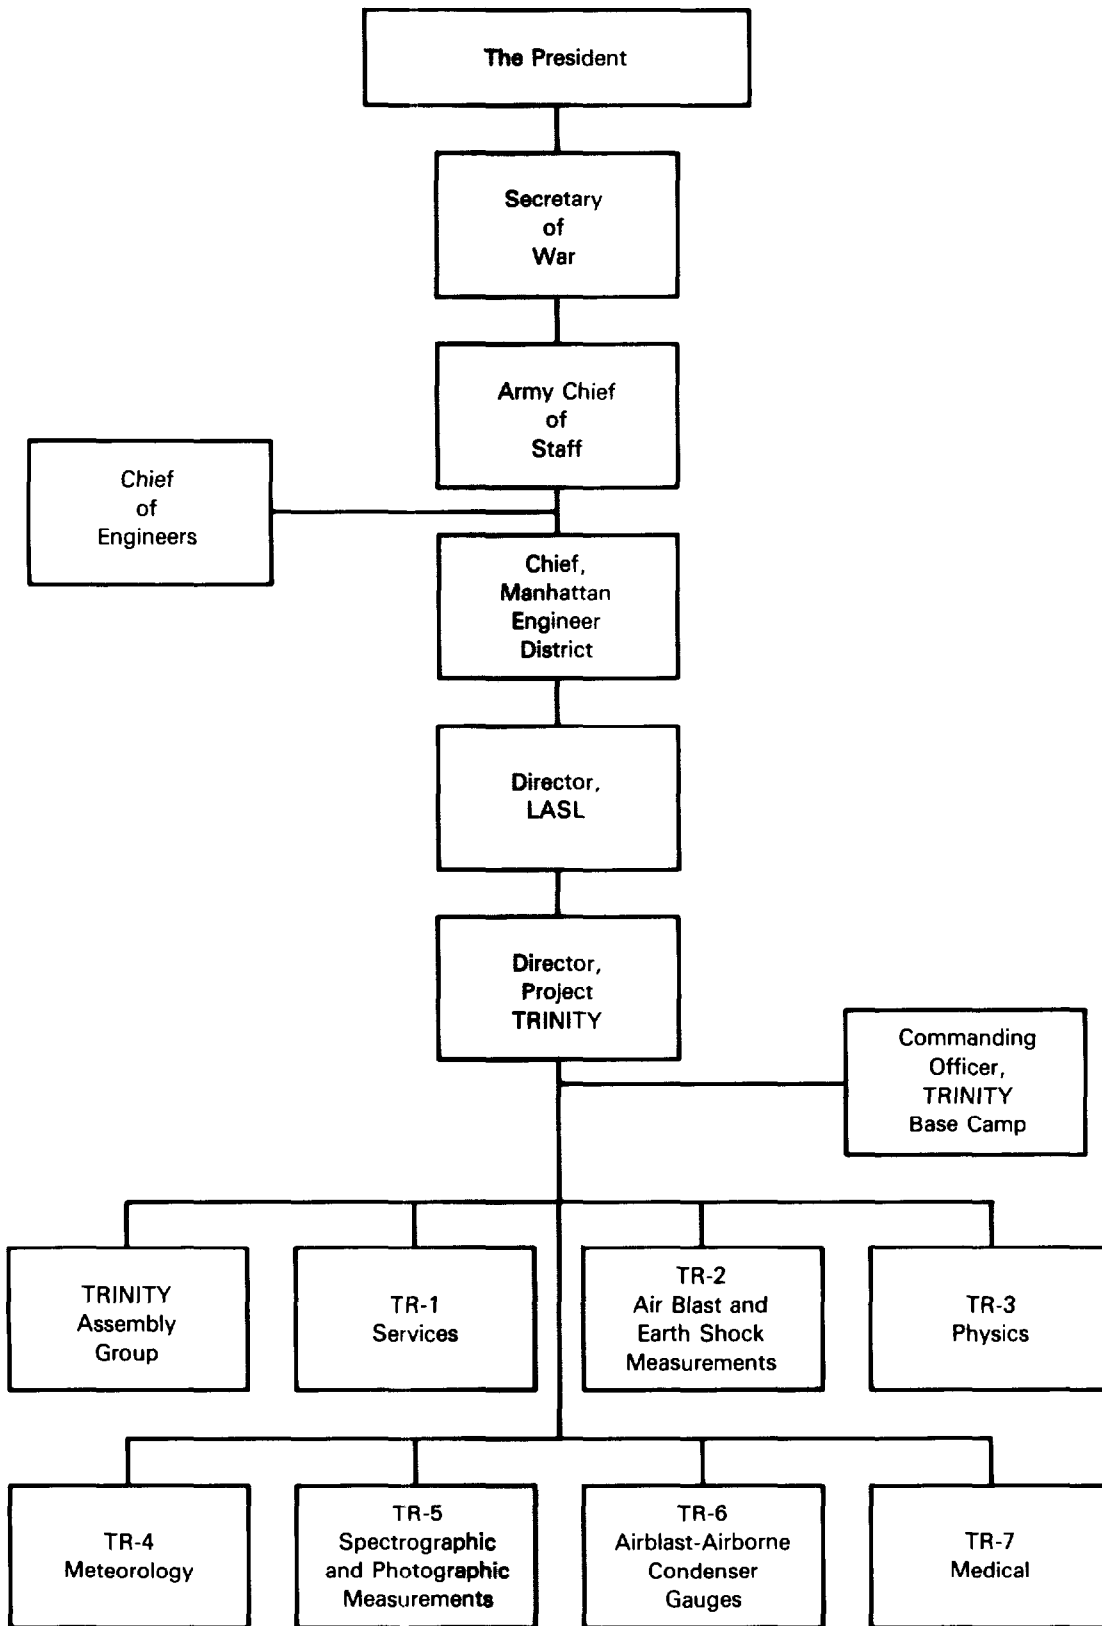 The President
Secretary
of
War
Army Chief
of
Staff
Chief
of
Engineers
Chief,
Manhattan
Engineer
District
Director,
LASL
Director,
Project
TRINITY
Commanding
Officer,
TRINITY
Base Camp
TRINITY
Assembly
Group
TR-1
Services
TR-2
Air Blast and
Earth Shock
Measurements
TR-3
Physics
TR-4
Meteorology
TR-5
Spectrographic
and Photographic
Measurements
TR-6
Airblast-Airborne
Condenser
Gauges
TR-7
Medical